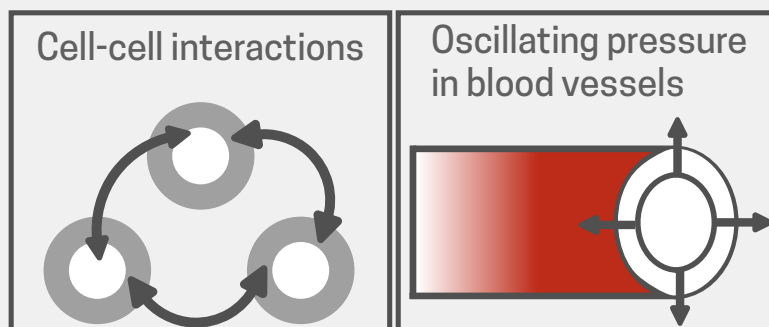 Cell-cell interactions
Oscillating pressure
in blood vessels